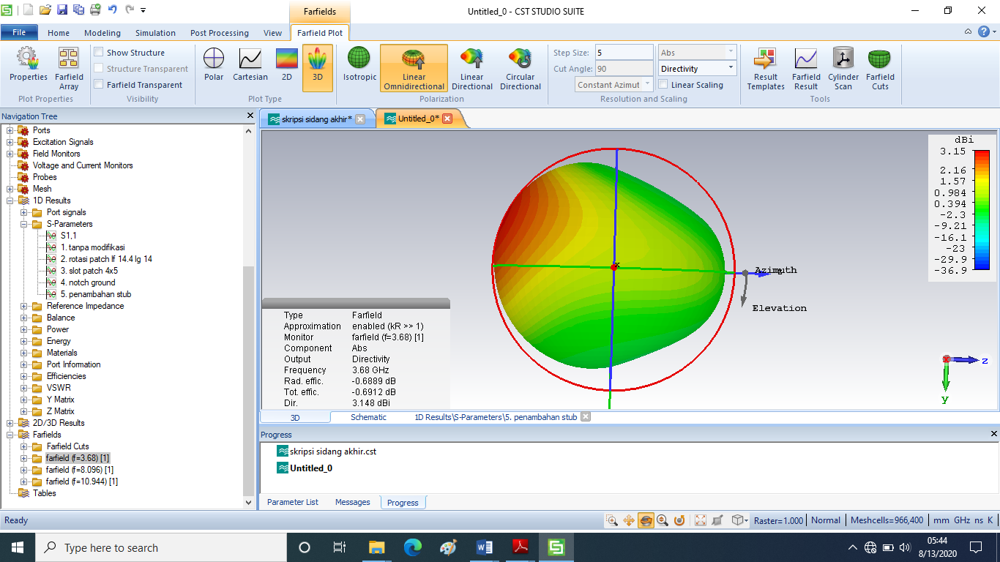 Farfields
Untitled_0 - CST STUDIO SUITE
File Home Modeling Simulation Post Processing View Farfield Plot
Properties
Farfield Array
Plot Properties
Show Structure
Structure Transparent
Farfield Transparent
Visibility
Polar Cartesian 2D 3D
Plot Type
Isotropic
Linear Omnidirectional
Linear Directional
Circular Directional
Polarization
Step Size: 5
Cut Angle: 90
Constant Azimut
Abs
Directivity
Linear Scaling
Resolution and Scaling
Result Templates
Farfield Result
Cylinder Scan
Farfield Cuts
Tools
Navigation Tree
Ports
Excitation Signals
Field Monitors
Voltage and Current Monitors
Probes
Mesh
1D Results
Port signals
S-Parameters
S1,1
1. tanpa modifikasi
2. rotasi patch lf 14.4 lg 14
3. slot patch 4x5
4. notch ground
5. penambahan stub
Reference Impedance
Balance
Power
Energy
Materials
Port Information
Efficiencies
VSWR
Y Matrix
Z Matrix
2D/3D Results
Farfields
Farfield Cuts
farfield (f=3.68) [1]
farfield (f=8.096) [1]
farfield (f=10.944) [1]
Tables
skripsi sidang akhir*
Untitled_0*
dBi
3.15
2.16
1.57
0.984
0.394
-2.3
-9.21
-16.1
-23
-29.9
-36.9
x
Azimuth
Elevation
Type Farfield
Approximation enabled (kR >> 1)
Monitor farfield (f=3.68) [1]
Component Abs
Output Directivity
Frequency 3.68 GHz
Rad. effic. -0.6889 dB
Tot. effic. -0.6912 dB
Dir. 3.148 dBi
x
z
y
3D Schematic 1D Results\S-Parameters\5. penambahan stub
Progress
skripsi sidang akhir.cst
Untitled_0
Parameter List Messages Progress
Ready
Raster=1.000 Normal Meshcells=966,400 mm GHz ns K
Type here to search
05:44
8/13/2020